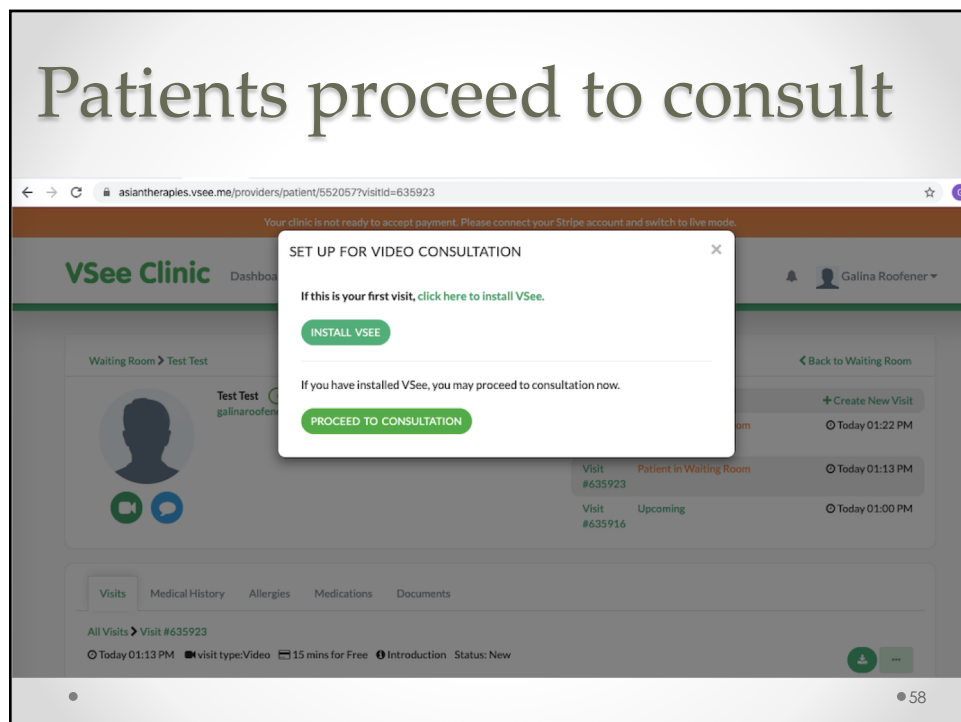 Patients proceed to consult
asiantherapies.vsee.me/providers/patient/552057?visitId=635923
Your clinic is not ready to accept payment. Please connect your Stripe account and switch to live mode.
SET UP FOR VIDEO CONSULTATION ×
VSee Clinic Dashboa Galina Roofener
If this is your first visit, click here to install VSee.
INSTALL VSEE
Waiting Room > Test Test Back to Waiting Room
If you have installed VSee, you may proceed to consultation now.
Test Test + Create New Visit
galinaroofene
PROCEED TO CONSULTATION
om Today 01:22 PM
Visit Patient in Waiting Room Today 01:13 PM
#635923
Visit Upcoming Today 01:00 PM
#635916
Visits Medical History Allergies Medications Documents
All Visits > Visit #635923
Today 01:13 PM visit type:Video 15 mins for Free Introduction Status: New
58